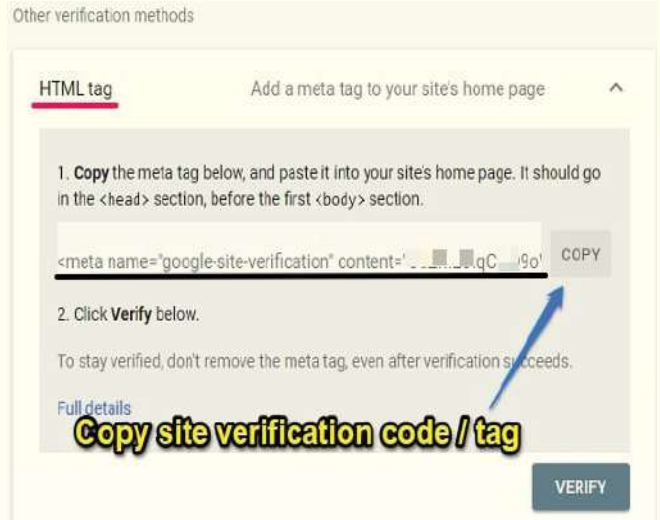 Other verification methods
HTML tag Add a meta tag to your site's home page
1. Copy the meta tag below, and paste it into your site's home page. It should go
in the <head> section, before the first <body> section.
<meta name="google-site-verification" content=' COPY
2. Click Verify below.
To stay verified, don't remove the meta tag, even after verification succeeds.
Full details
Copy site verification code / tag
VERIFY